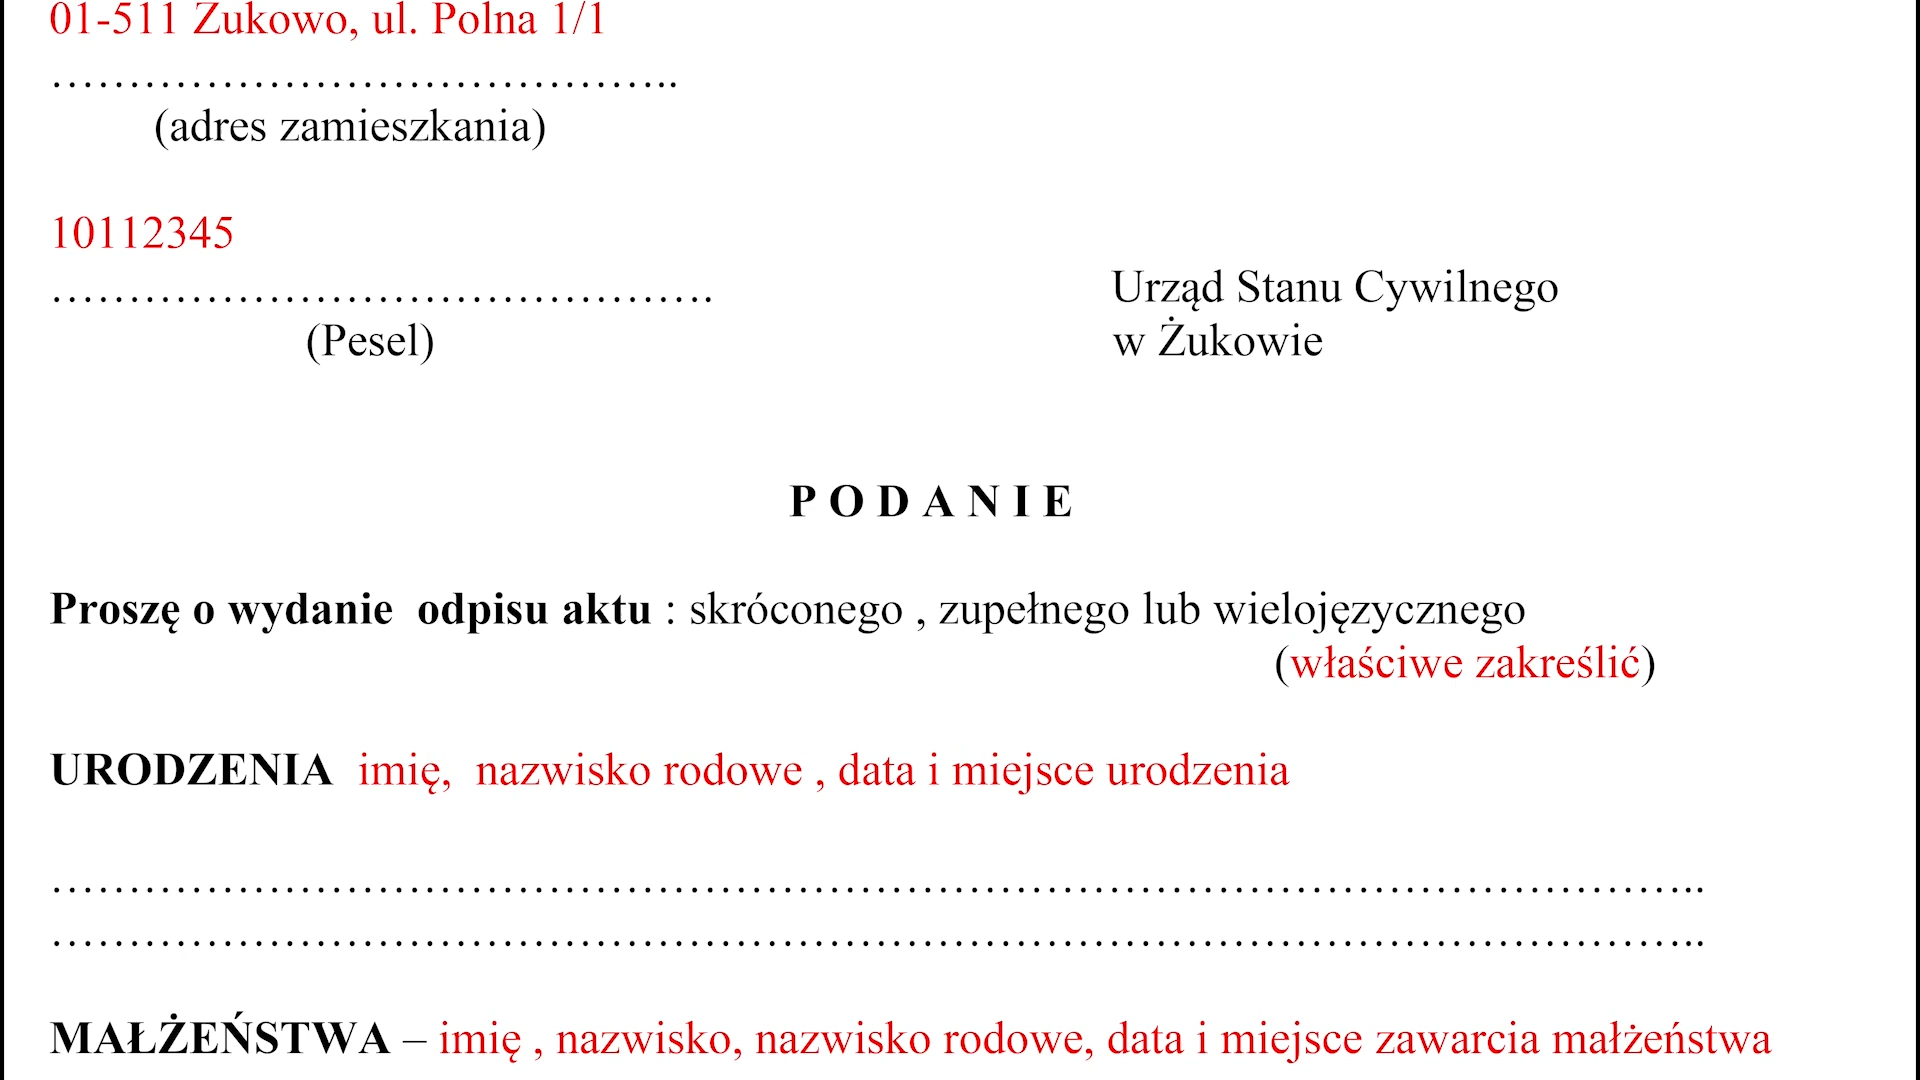 01-511 Żukowo, ul. Polna 1/1
……………………………………..
(adres zamieszkania)
10112345
…………………………………….
(Pesel)
Urząd Stanu Cywilnego
w Żukowie
P O D A N I E
Proszę o wydanie odpisu aktu : skróconego , zupełnego lub wielojęzycznego
(właściwe zakreślić)
URODZENIA imię, nazwisko rodowe , data i miejsce urodzenia
………………………………………………………………………………………………..
………………………………………………………………………………………………..
MAŁŻEŃSTWA – imię , nazwisko, nazwisko rodowe, data i miejsce zawarcia małżeństwa